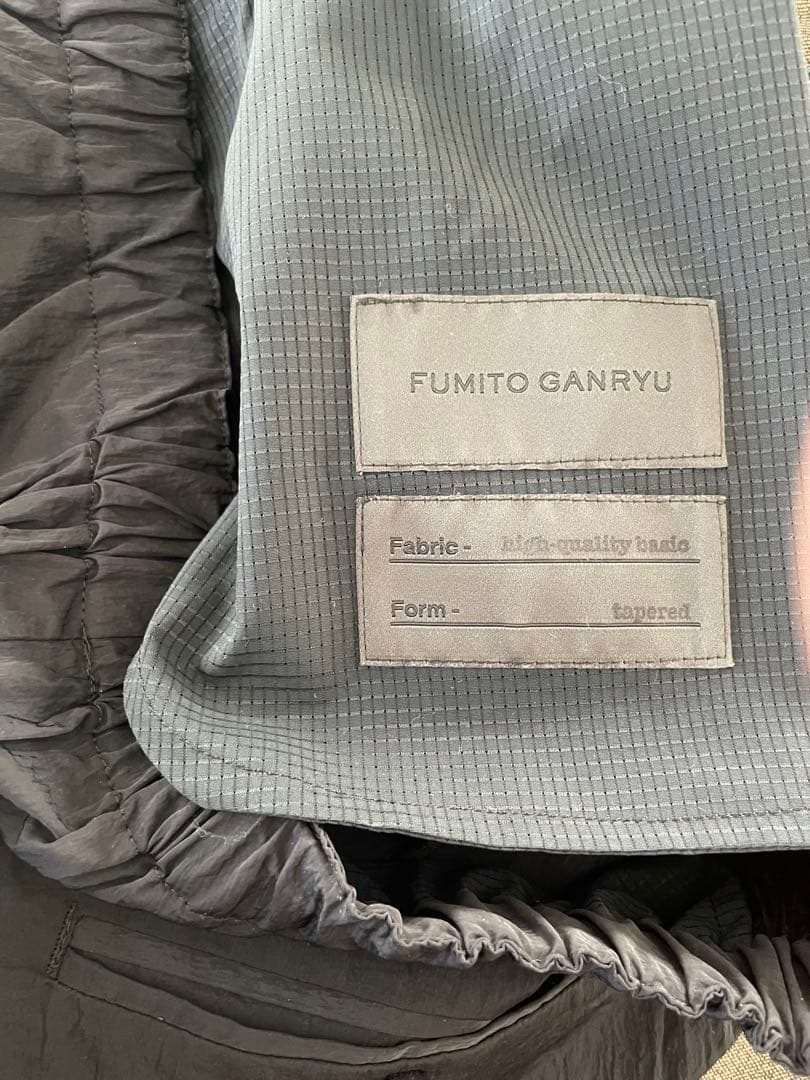 FUMITO GANRYU
Fabric - high-quality basic
Form - tapered